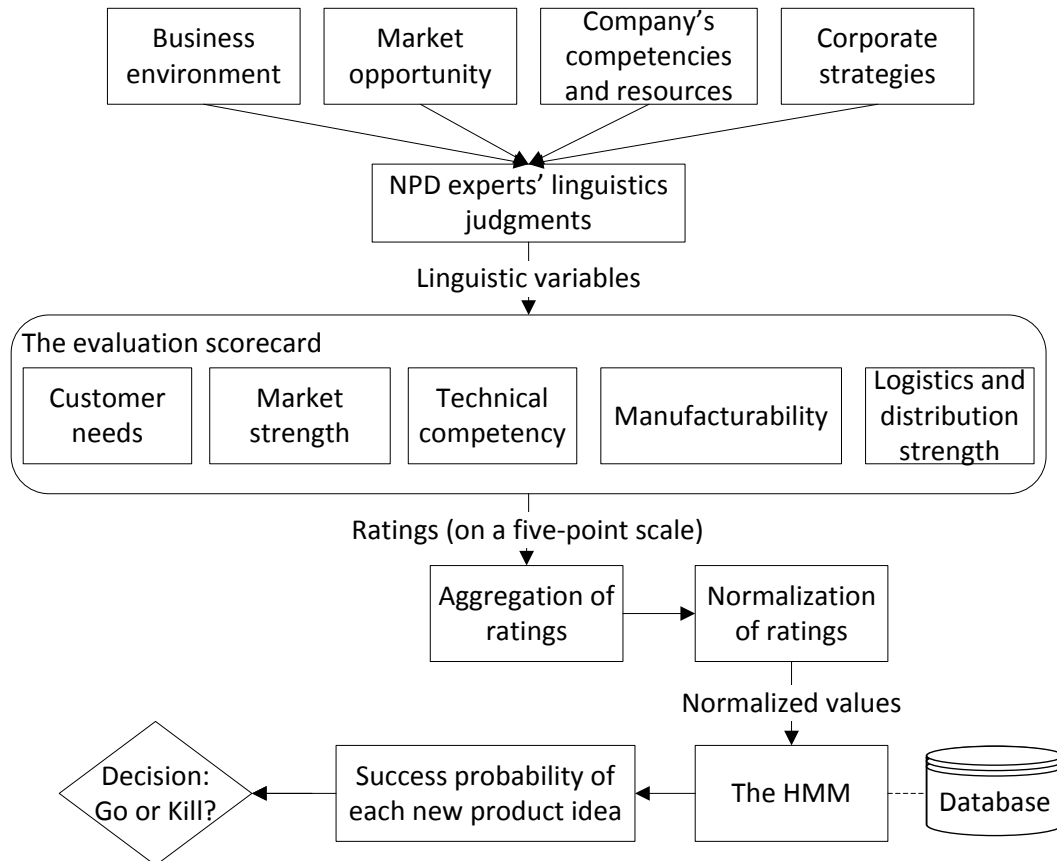 Business
environment
Market
opportunity
Company’s
competencies
and resources
Corporate
strategies
NPD experts’ linguistics
judgments
Linguistic variables
The evaluation scorecard
Customer
needs
Market
strength
Technical
competency
Manufacturability
Logistics and
distribution
strength
Ratings (on a five-point scale)
Aggregation of
ratings
Normalization
of ratings
Normalized values
Decision:
Go or Kill?
Success probability of
each new product idea
The HMM
Database